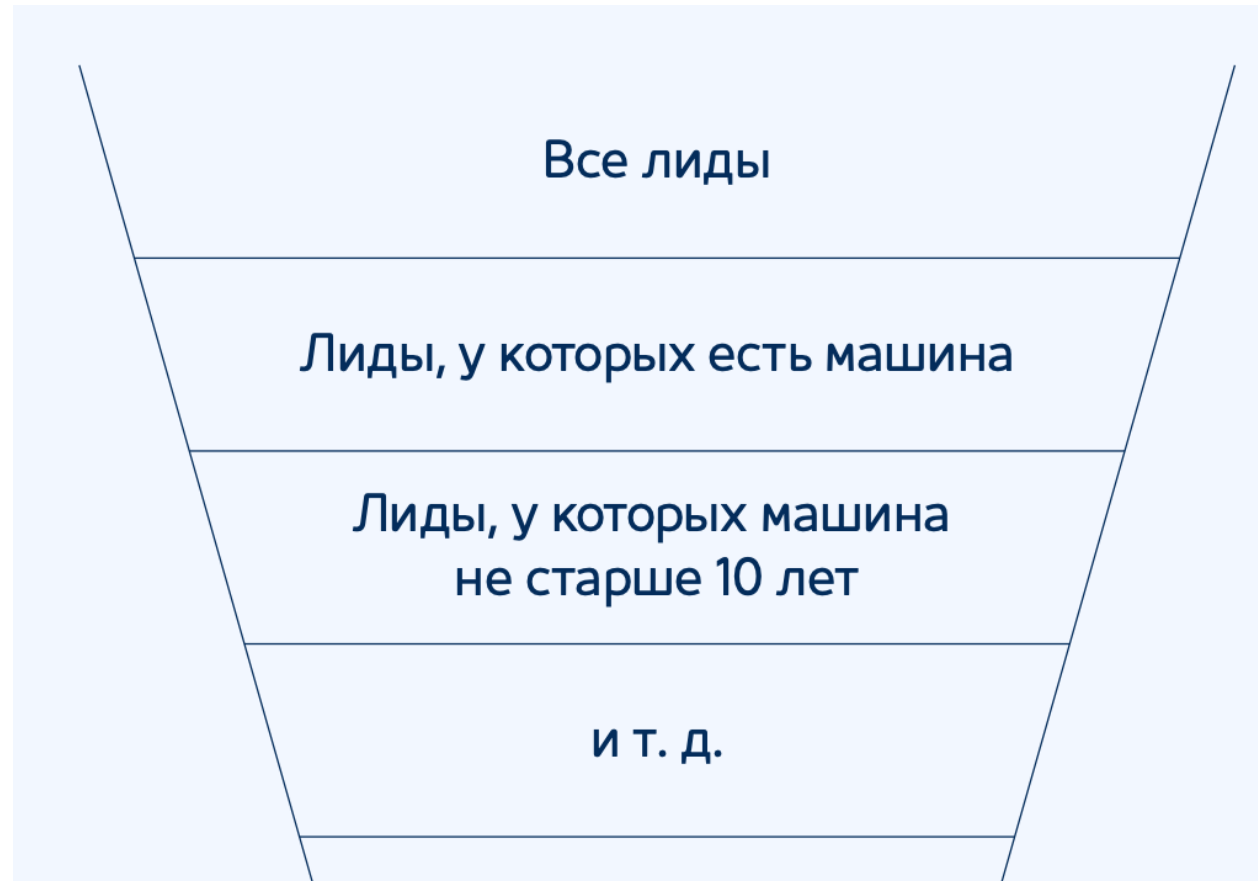 Все лиды
Лиды, у которых есть машина
Лиды, у которых машина
не старше 10 лет
и т. д.